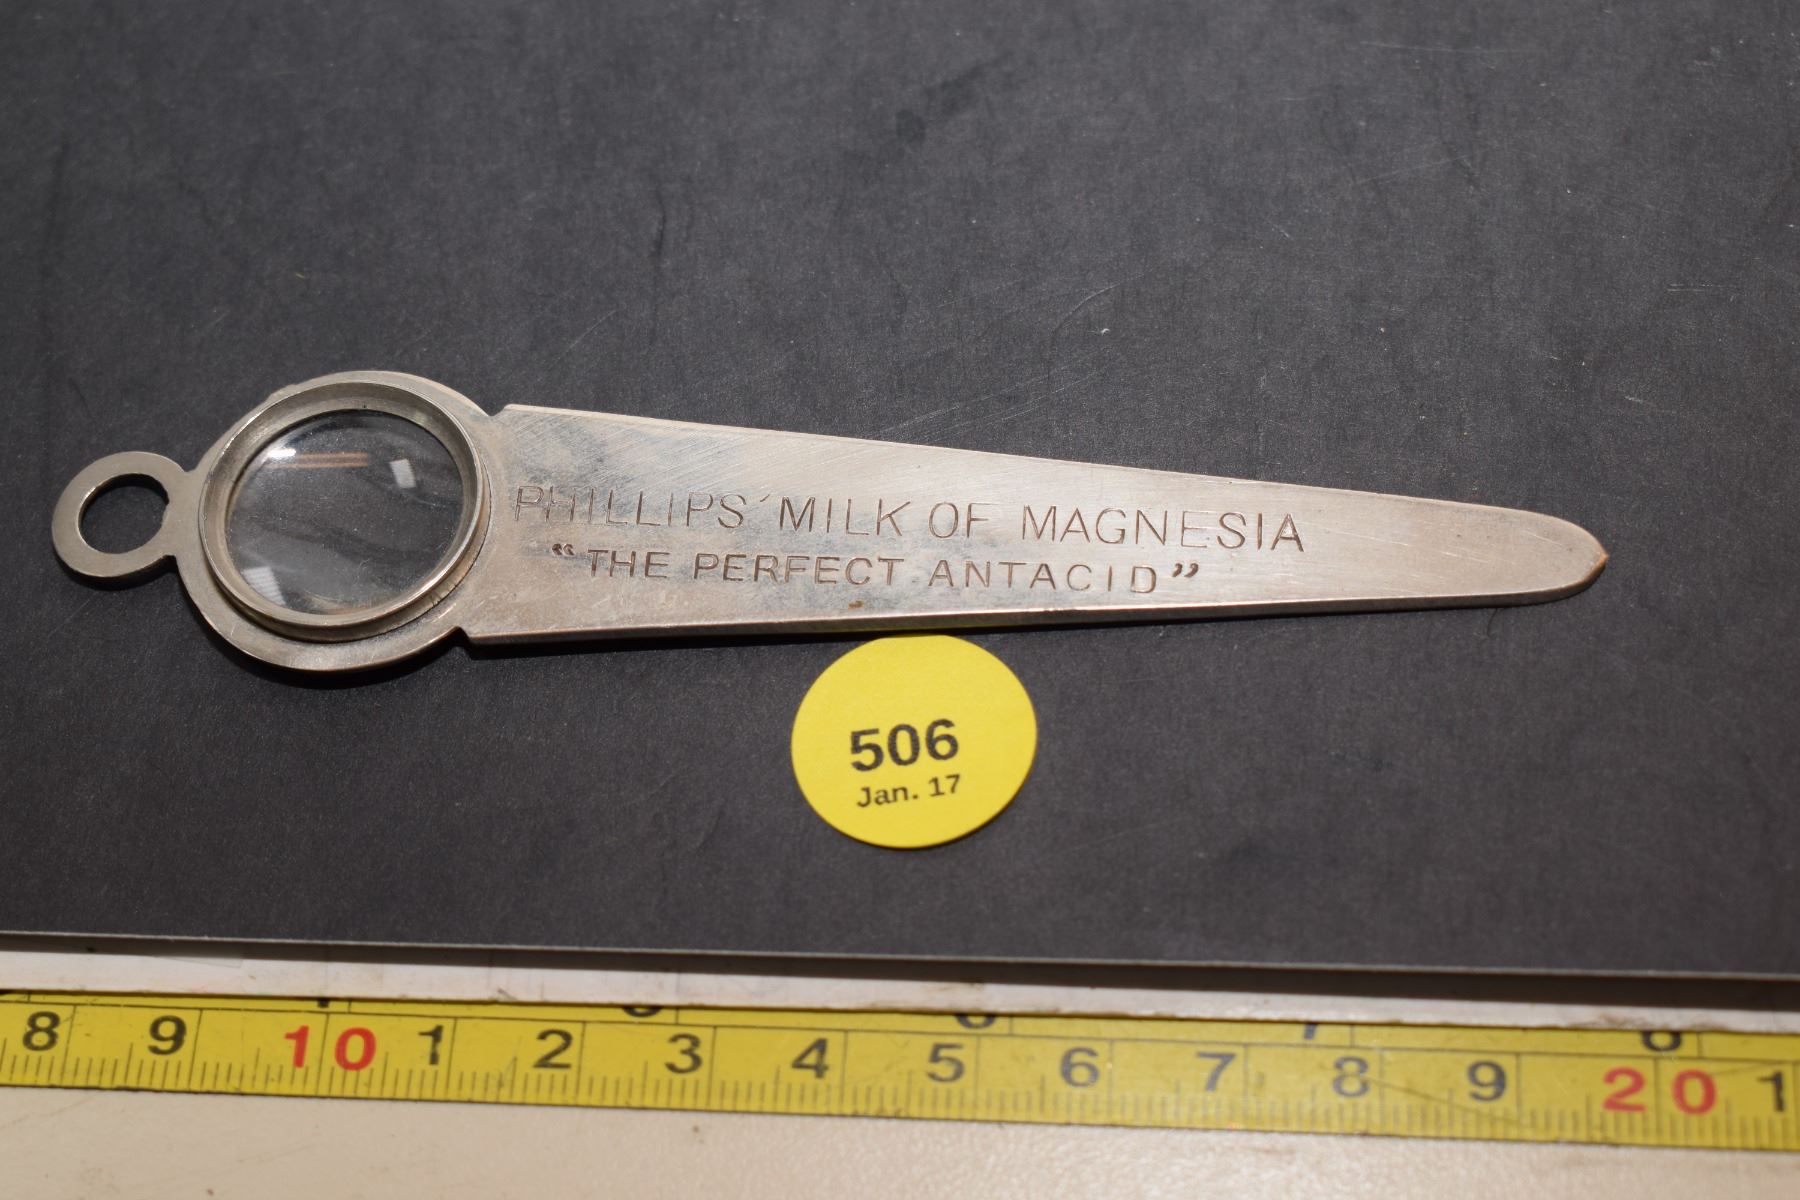 PHILLIPS' MILK OF MAGNESIA
“THE PERFECT ANTACID”
506
Jan. 17
8 9 10 1 2 3 4 5 6 7 8 9 20 1